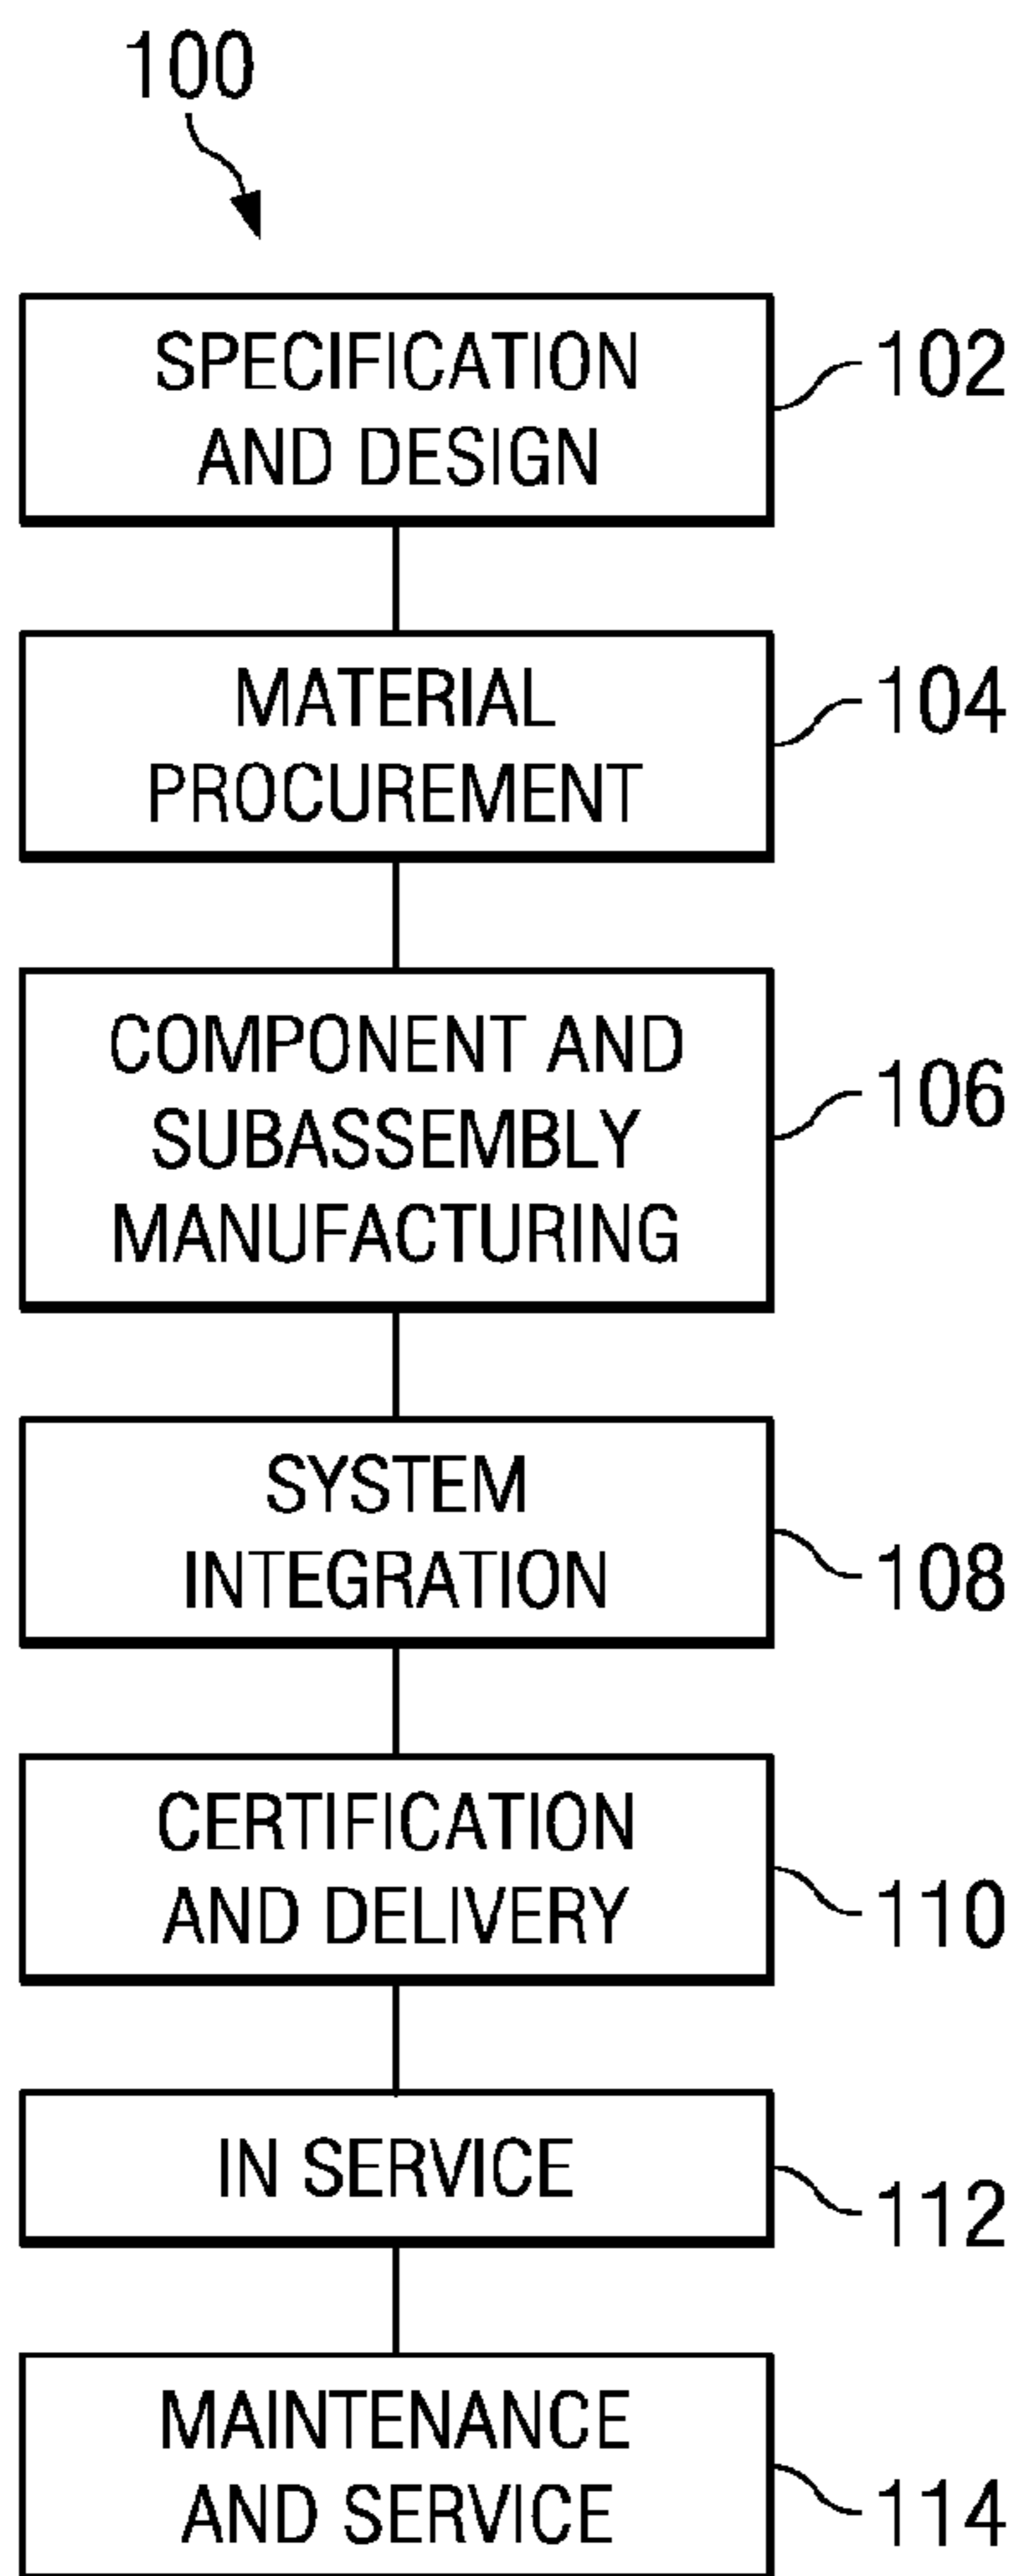 100
SPECIFICATION
AND DESIGN
102
MATERIAL
PROCUREMENT
104
COMPONENT AND
SUBASSEMBLY
MANUFACTURING
106
SYSTEM
INTEGRATION
108
CERTIFICATION
AND DELIVERY
110
IN SERVICE
112
MAINTENANCE
AND SERVICE
114